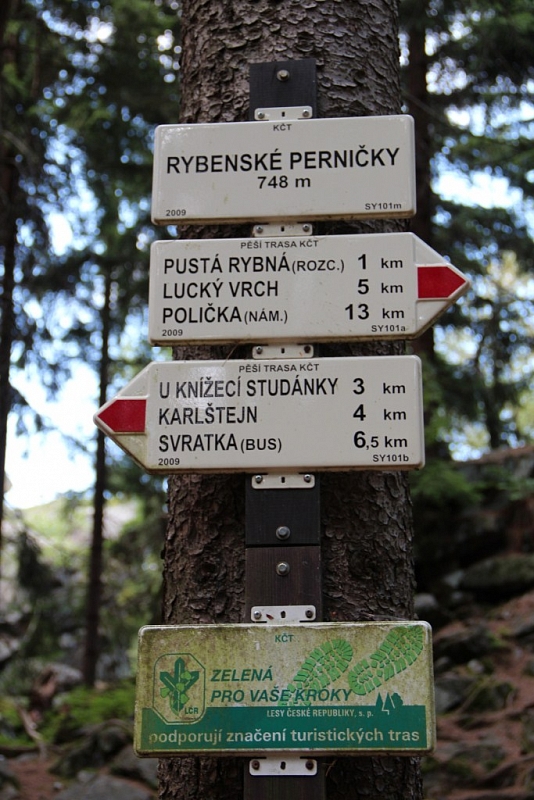 KČT
RYBENSKÉ PERNIČKY
748 m
2009 SY101m
PĚŠÍ TRASA KČT
PUSTÁ RYBNÁ (ROZC.) 1 km
LUCKÝ VRCH 5 km
POLIČKA (NÁM.) 13 km
2009 SY101a
PĚŠÍ TRASA KČT
U KNÍŽECÍ STUDÁNKY 3 km
KARLŠTEJN 4 km
SVRATKA (BUS) 6,5 km
2009 SY101b
KČT
ZELENÁ
PRO VAŠE KROKY
LČR
LESY ČESKÉ REPUBLIKY, s. p.
podporují značení turistických tras